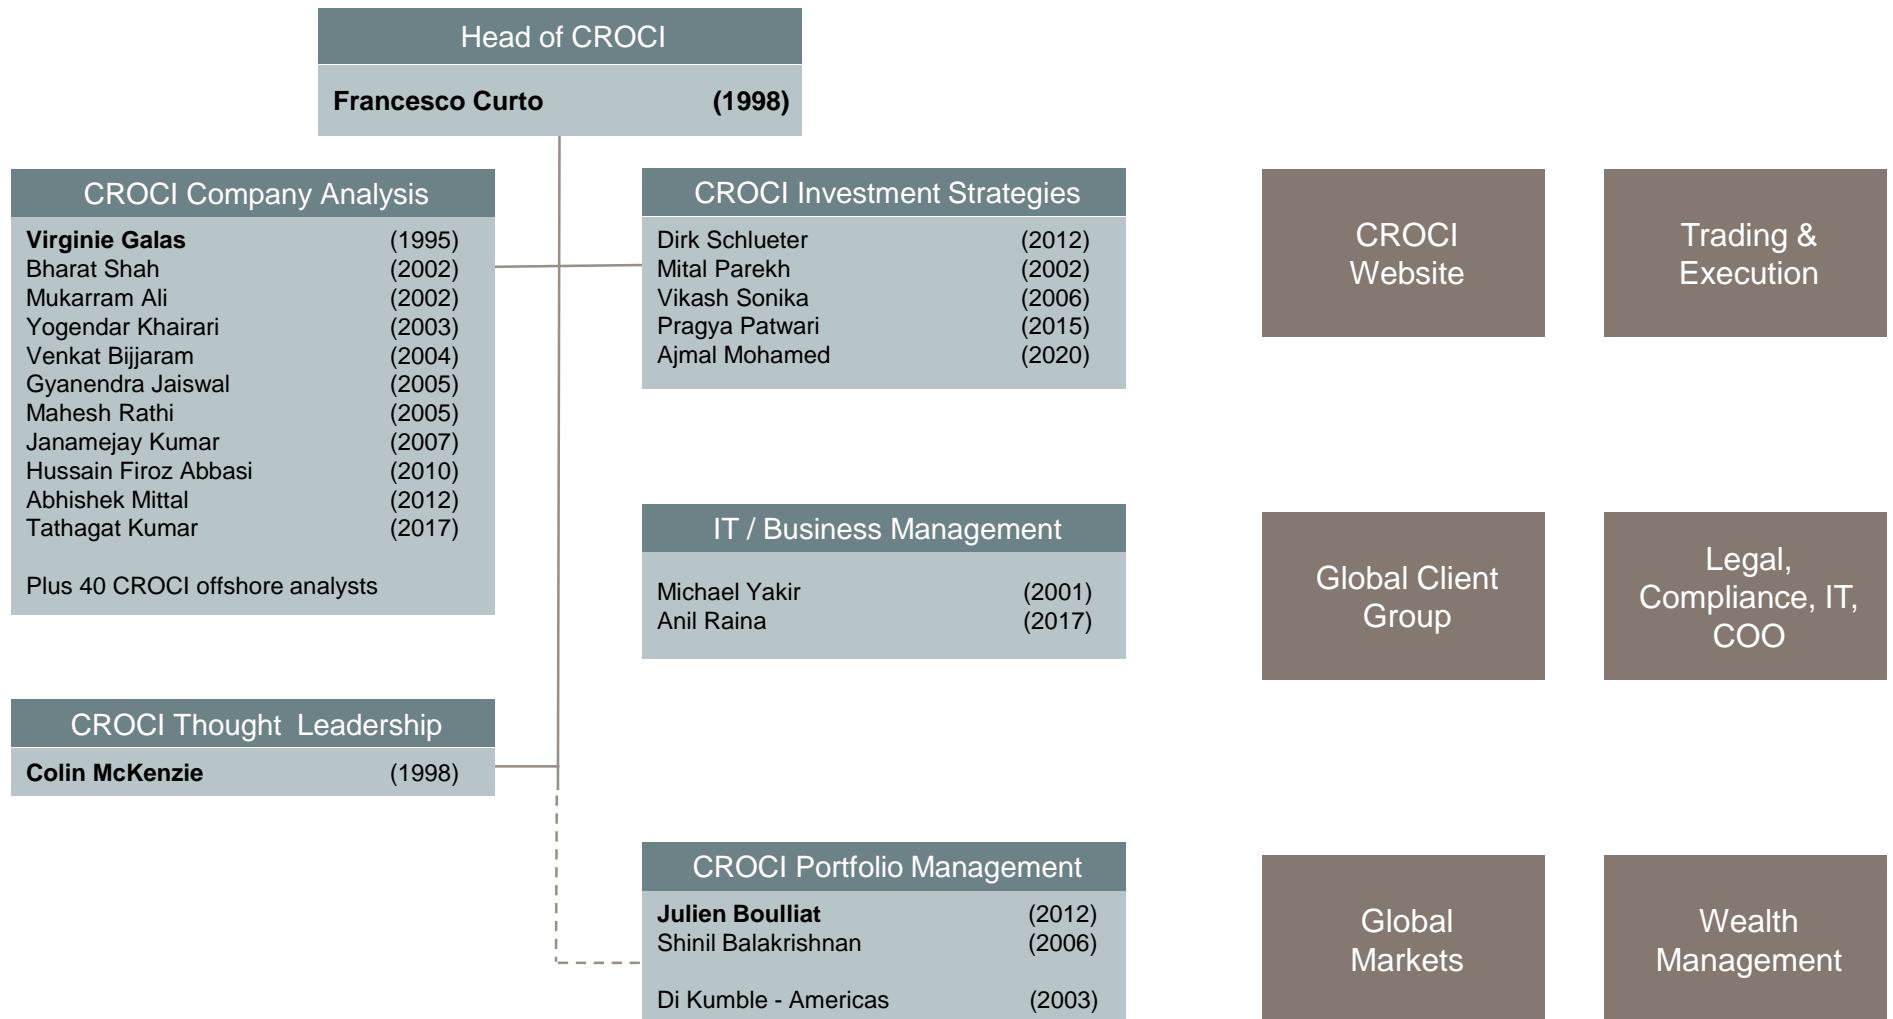 Head of CROCI
Francesco Curto (1998)
CROCI Company Analysis
Virginie Galas (1995)
Bharat Shah (2002)
Mukarram Ali (2002)
Yogendar Khairari (2003)
Venkat Bijjaram (2004)
Gyanendra Jaiswal (2005)
Mahesh Rathi (2005)
Janamejay Kumar (2007)
Hussain Firoz Abbasi (2010)
Abhishek Mittal (2012)
Tathagat Kumar (2017)
Plus 40 CROCI offshore analysts
CROCI Thought Leadership
Colin McKenzie (1998)
CROCI Investment Strategies
Dirk Schlueter (2012)
Mital Parekh (2002)
Vikash Sonika (2006)
Pragya Patwari (2015)
Ajmal Mohamed (2020)
IT / Business Management
Michael Yakir (2001)
Anil Raina (2017)
CROCI Portfolio Management
Julien Boulliat (2012)
Shinil Balakrishnan (2006)
Di Kumble - Americas (2003)
CROCI
Website
Trading &
Execution
Global Client
Group
Legal,
Compliance, IT,
COO
Global
Markets
Wealth
Management